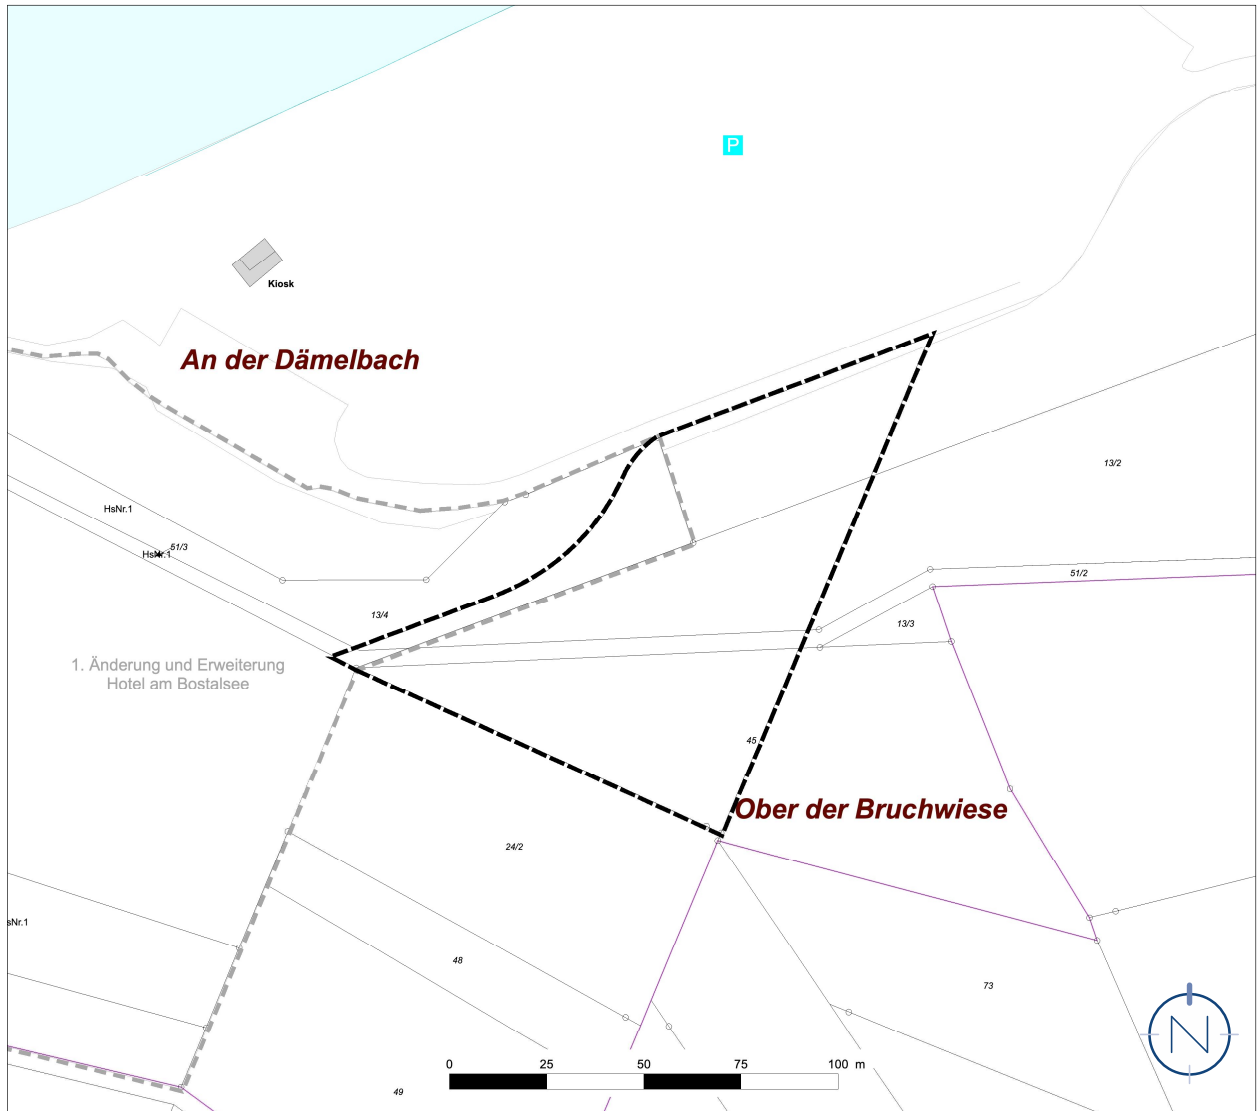 P
Kiosk
An der Dämelbach
13/2
HsNr.1
51/3
HsNr.1
51/2
13/4
13/3
1. Änderung und Erweiterung
Hotel am Bostalsee
45
Ober der Bruchwiese
24/2
sNr.1
48
73
N
0 25 50 75 100 m
49